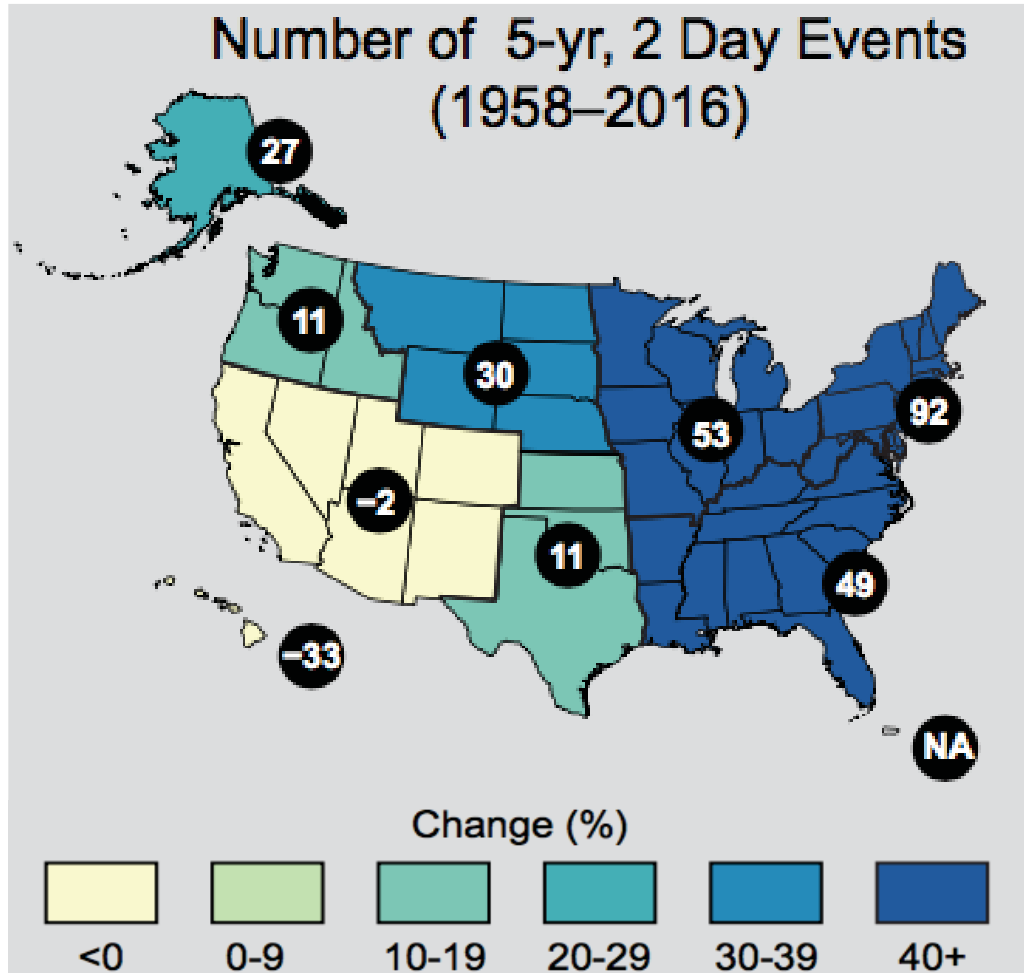 Number of 5-yr, 2 Day Events
(1958–2016)
27
11
30
92
53
−2
11
49
−33
NA
Change (%)
<0 0-9 10-19 20-29 30-39 40+